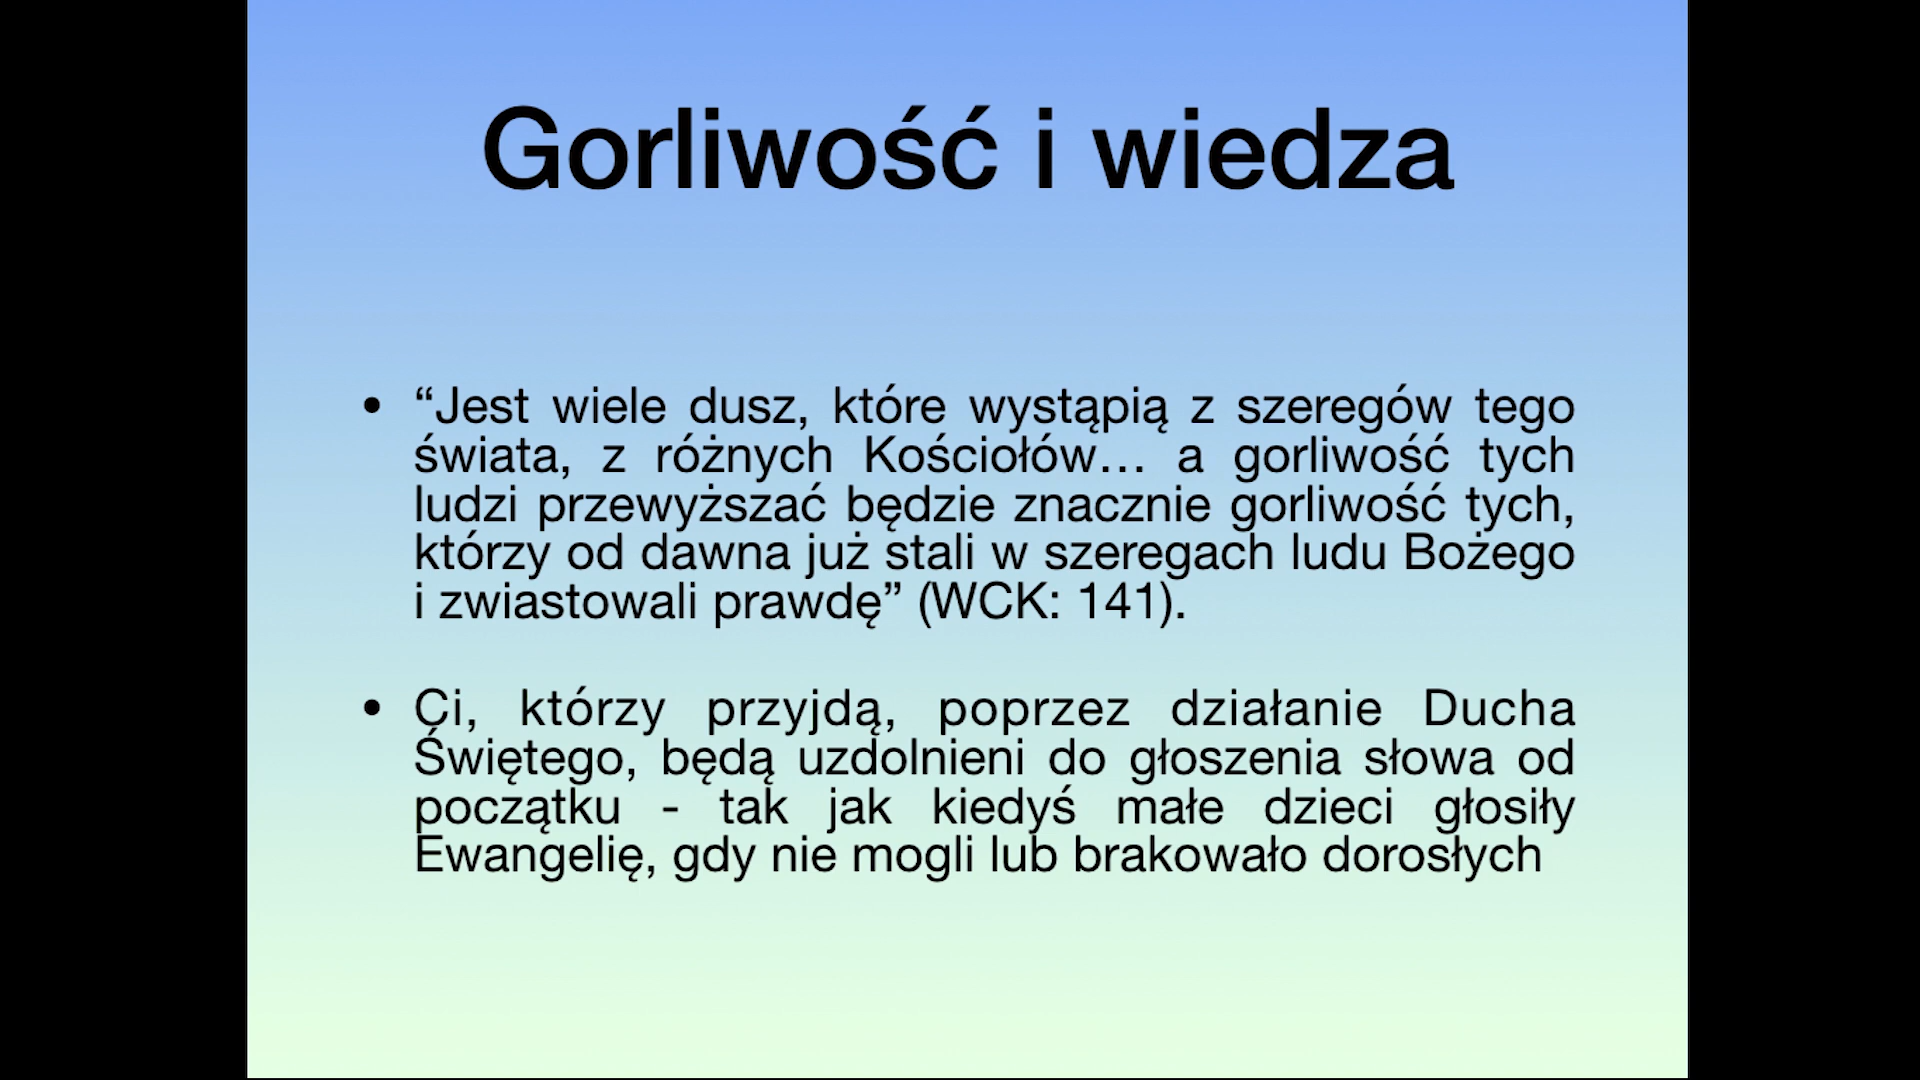 Gorliwość i wiedza
• “Jest wiele dusz, które wystąpią z szeregów tego
świata, z różnych Kościołów… a gorliwość tych
ludzi przewyższać będzie znacznie gorliwość tych,
którzy od dawna już stali w szeregach ludu Bożego
i zwiastowali prawdę” (WCK: 141).
• Ci, którzy przyjdą, poprzez działanie Ducha
Świętego, będą uzdolnieni do głoszenia słowa od
początku - tak jak kiedyś małe dzieci głosiły
Ewangelię, gdy nie mogli lub brakowało dorosłych